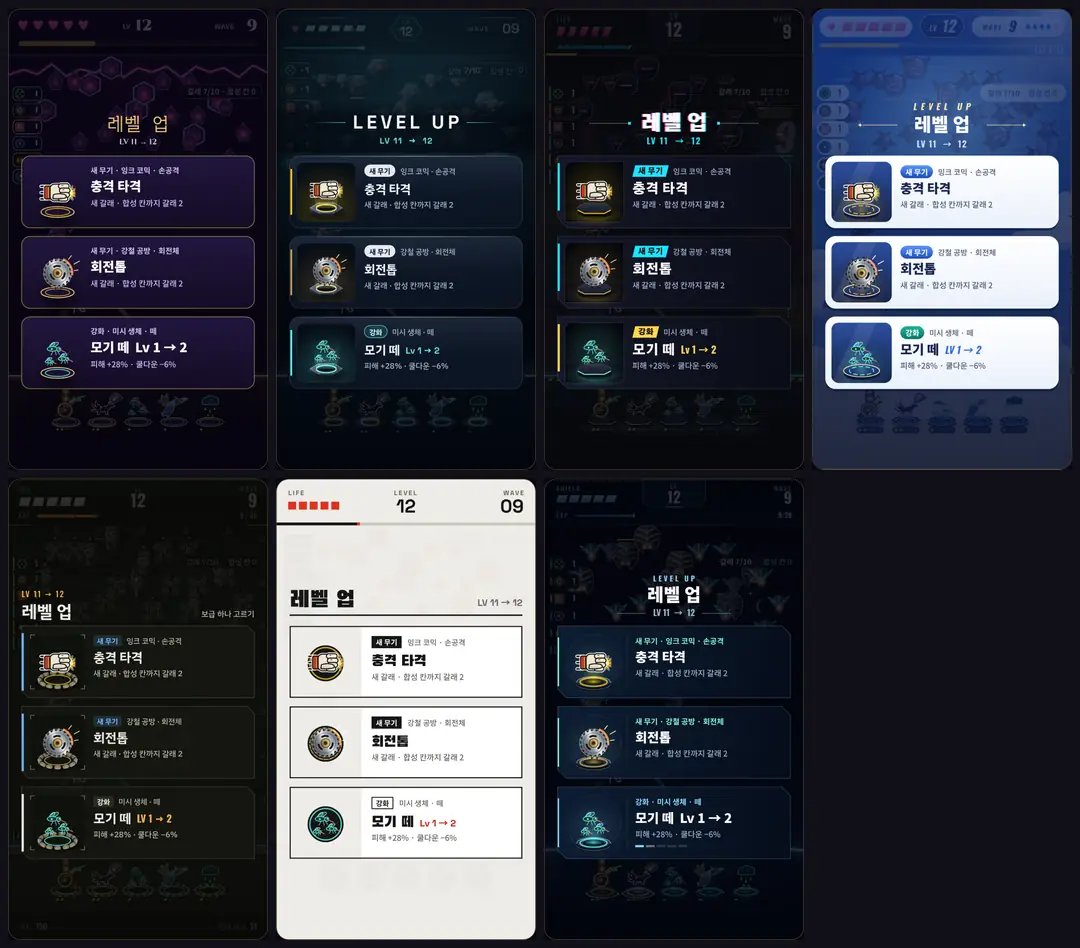 LV 12
WAVE 9
갈래 7/10 · 합성 칸 0
레벨 업
LV 11 → 12
새 무기 · 잉크 코믹 · 손공격
충격 타격
새 갈래 · 합성 칸까지 갈래 2
새 무기 · 강철 공방 · 회전체
회전톱
새 갈래 · 합성 칸까지 갈래 2
강화 · 미시 생체 · 떼
모기 떼 Lv 1 → 2
피해 +28% · 쿨다운 −6%
12
WAVE 09
LEVEL UP
LV 11 → 12
새 무기 잉크 코믹 · 손공격
충격 타격
새 갈래 · 합성 칸까지 갈래 2
새 무기 강철 공방 · 회전체
회전톱
새 갈래 · 합성 칸까지 갈래 2
강화 미시 생체 · 떼
모기 떼 Lv 1 → 2
피해 +28% · 쿨다운 −6%
12
WAVE
9
레벨 업
LV 11 → 12
새 무기 잉크 코믹 · 손공격
충격 타격
새 갈래 · 합성 칸까지 갈래 2
새 무기 강철 공방 · 회전체
회전톱
새 갈래 · 합성 칸까지 갈래 2
강화 미시 생체 · 떼
모기 떼 Lv 1 → 2
피해 +28% · 쿨다운 −6%
LV 12
WAVE 9
LEVEL UP
레벨 업
LV 11 → 12
새 무기 잉크 코믹 · 손공격
충격 타격
새 갈래 · 합성 칸까지 갈래 2
새 무기 강철 공방 · 회전체
회전톱
새 갈래 · 합성 칸까지 갈래 2
강화 미시 생체 · 떼
모기 떼 LV 1 → 2
피해 +28% · 쿨다운 −6%
12
9
LV 11 → 12
레벨 업
보급 하나 고르기
새 무기 잉크 코믹 · 손공격
충격 타격
새 갈래 · 합성 칸까지 갈래 2
새 무기 강철 공방 · 회전체
회전톱
새 갈래 · 합성 칸까지 갈래 2
강화 미시 생체 · 떼
모기 떼 LV 1 → 2
피해 +28% · 쿨다운 −6%
LIFE LEVEL WAVE
12 09
레벨 업
LV 11 → 12
새 무기 잉크 코믹 · 손공격
충격 타격
새 갈래 · 합성 칸까지 갈래 2
새 무기 강철 공방 · 회전체
회전톱
새 갈래 · 합성 칸까지 갈래 2
강화 미시 생체 · 떼
모기 떼 Lv 1 → 2
피해 +28% · 쿨다운 −6%
SHIELD
WAVE
12
9
LEVEL UP
레벨 업
LV 11 → 12
새 무기 · 잉크 코믹 · 손공격
충격 타격
새 갈래 · 합성 칸까지 갈래 2
새 무기 · 강철 공방 · 회전체
회전톱
새 갈래 · 합성 칸까지 갈래 2
강화 · 미시 생체 · 떼
모기 떼 Lv 1 → 2
피해 +28% · 쿨다운 −6%